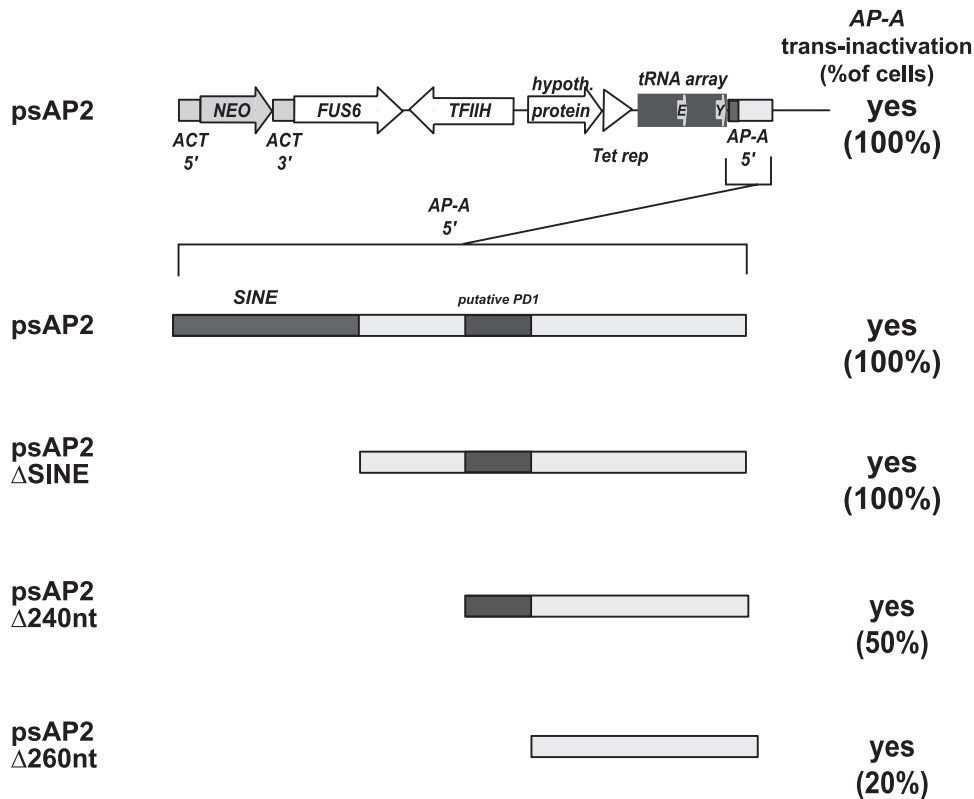 AP-A
trans-inactivation
(%of cells)
psAP2
NEO
FUS6
TFIIH
hypoth.
protein
tRNA array
E
Y
yes
(100%)
ACT
5'
ACT
3'
Tet rep
AP-A
5'
AP-A
5'
SINE
putative PD1
psAP2
yes
(100%)
psAP2
ΔSINE
yes
(100%)
psAP2
Δ240nt
yes
(50%)
psAP2
Δ260nt
yes
(20%)